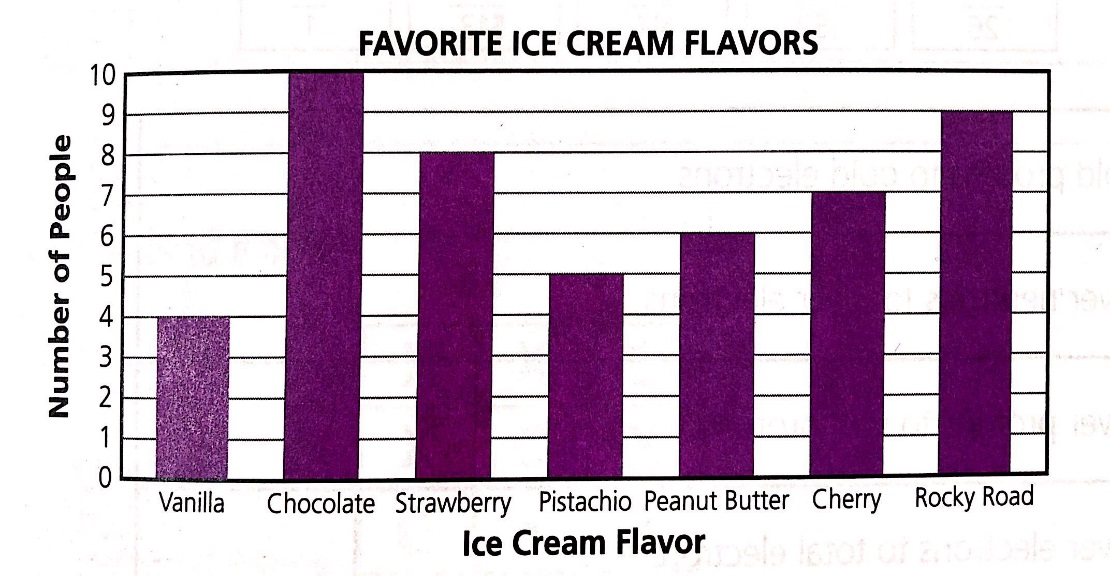 FAVORITE ICE CREAM FLAVORS
Number of People
10
9
8
7
6
5
4
3
2
1
0
Vanilla Chocolate Strawberry Pistachio Peanut Butter Cherry Rocky Road
Ice Cream Flavor